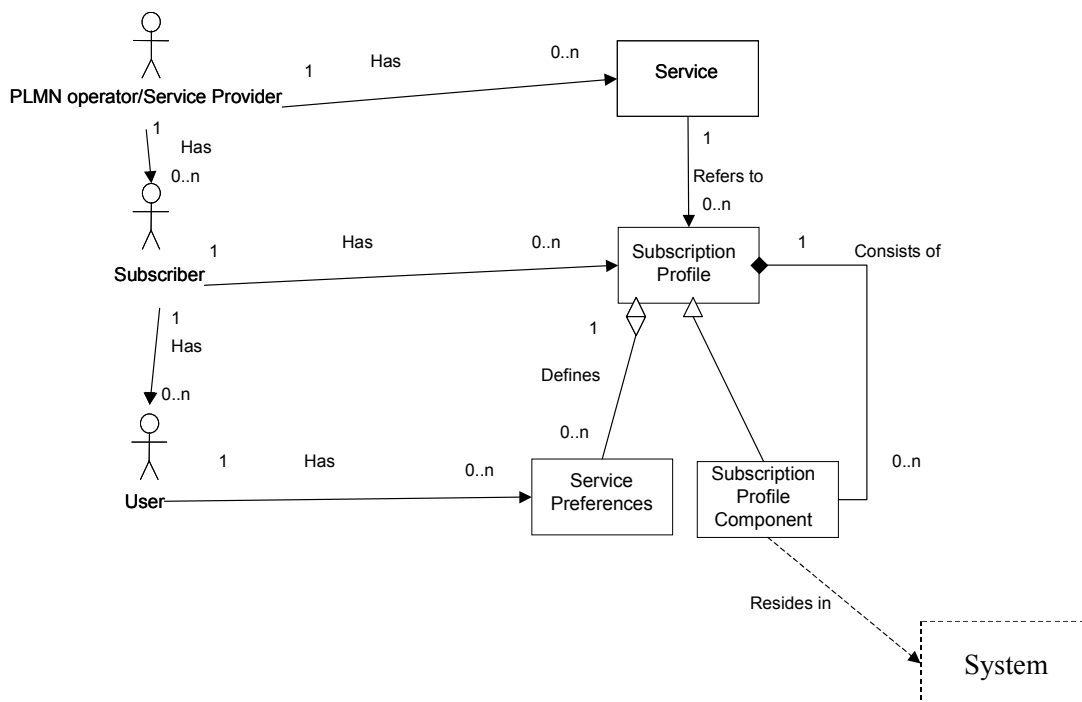 Has
0..n
1
Service
PLMN operator/Service Provider
1
1
Has
Refers to
0..n
0..n
Has
0..n
1
Subscription
Profile
1
Consists of
Subscriber
1
1
Has
Defines
0..n
0..n
1
Has
0..n
0..n
User
Service
Preferences
Subscription
Profile
Component
Resides in
System